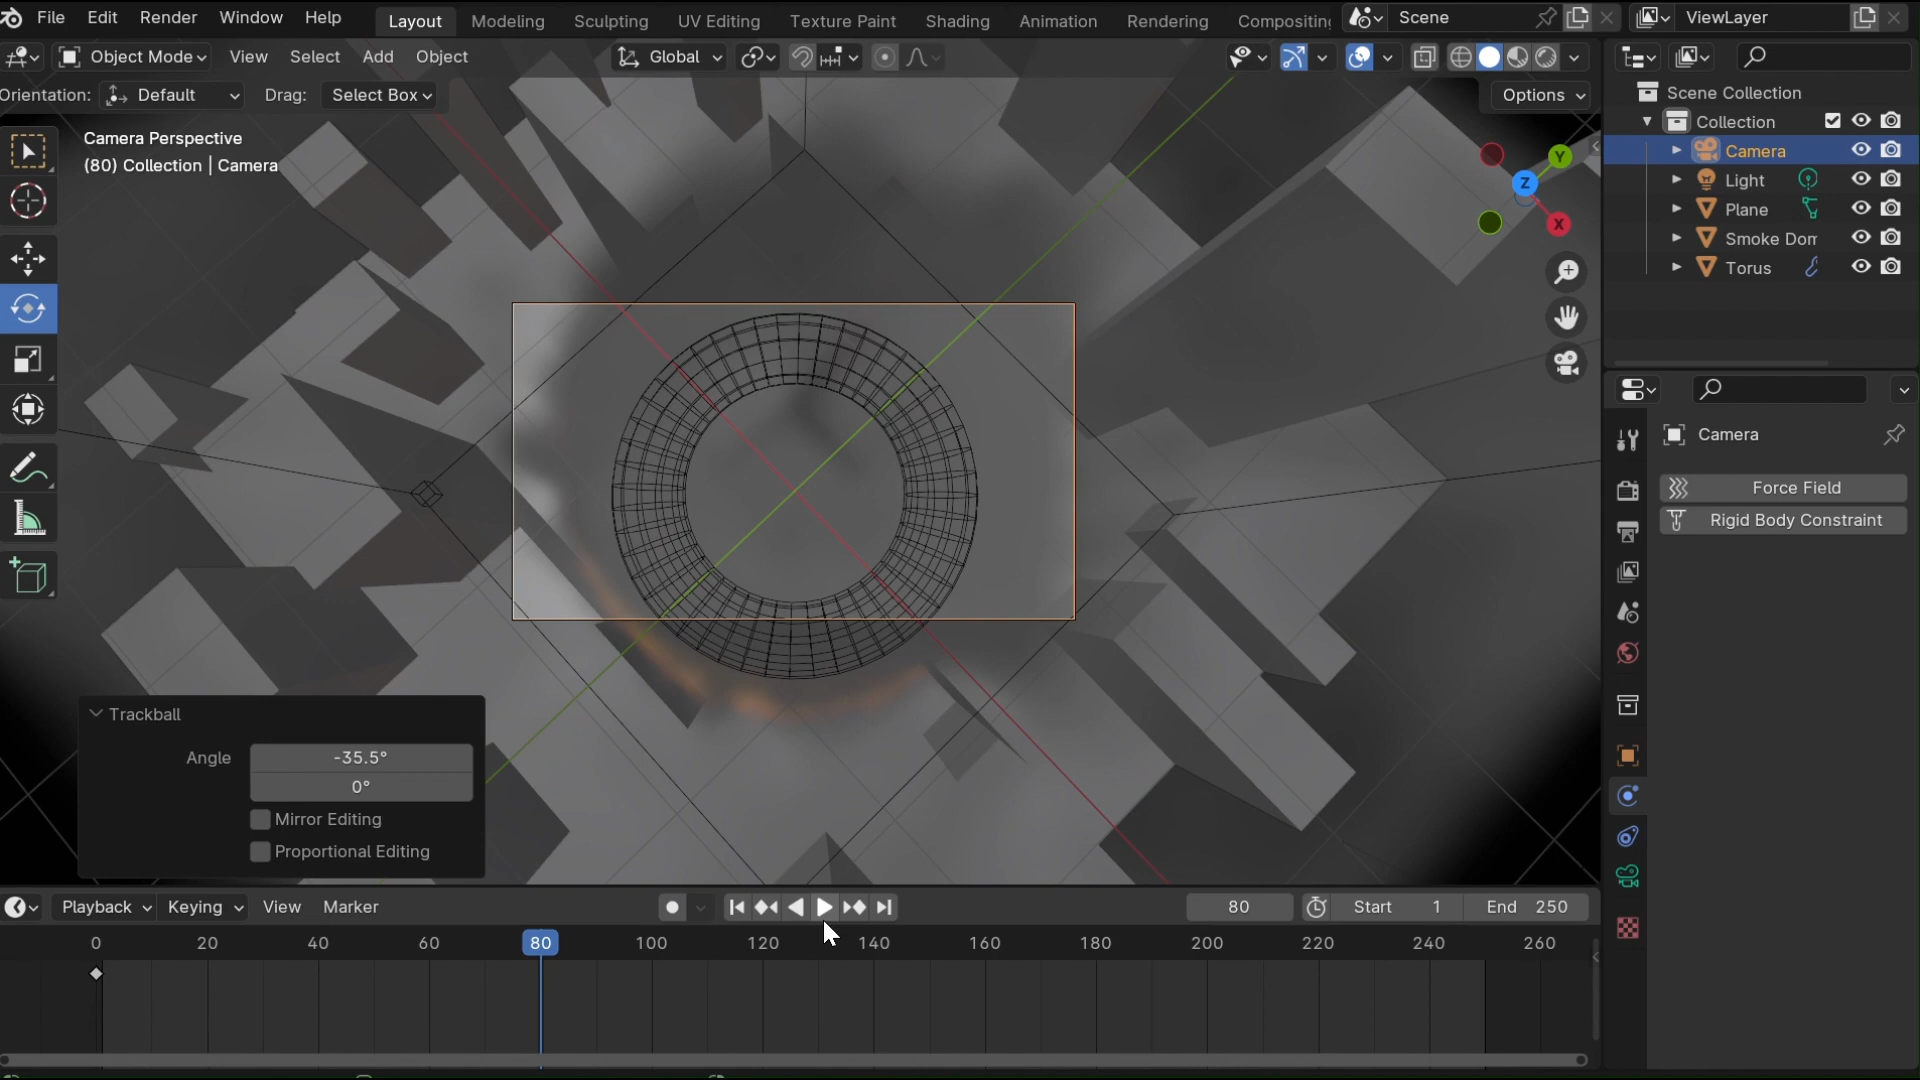 File Edit Render Window Help Layout Modeling Sculpting UV Editing Texture Paint Shading Animation Rendering Scene ViewLayer
Object Mode View Select Add Object Global
Orientation: Default Drag: Select Box Options
Camera Perspective
(80) Collection | Camera
Y
Z
X
Scene Collection
Collection
Camera
Light
Plane
Smoke Dom
Torus
Camera
Force Field
Rigid Body Constraint
Trackball
Angle -35.5°
0°
Mirror Editing
Proportional Editing
Playback Keying View Marker 80 Start 1 End 250
0 20 40 60 80 100 120 140 160 180 200 220 240 260